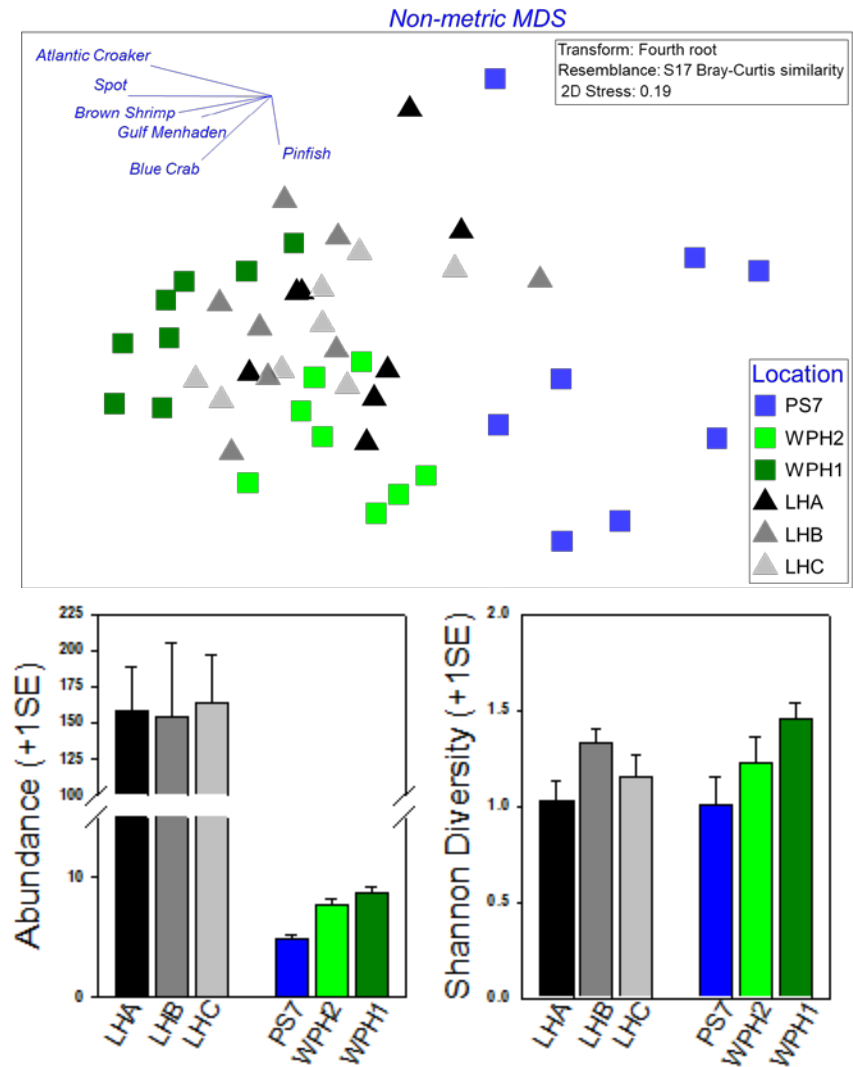 Non-metric MDS
Transform: Fourth root
Resemblance: S17 Bray-Curtis similarity
2D Stress: 0.19
Atlantic Croaker
Spot
Brown Shrimp
Gulf Menhaden
Blue Crab
Pinfish
Location
PS7
WPH2
WPH1
LHA
LHB
LHC
Abundance (+1SE)
225
200
175
150
125
100
10
0
LHA
LHB
LHC
PS7
WPH2
WPH1
Shannon Diversity (+1SE)
2.0
1.5
1.0
0.5
0.0
LHA
LHB
LHC
PS7
WPH2
WPH1